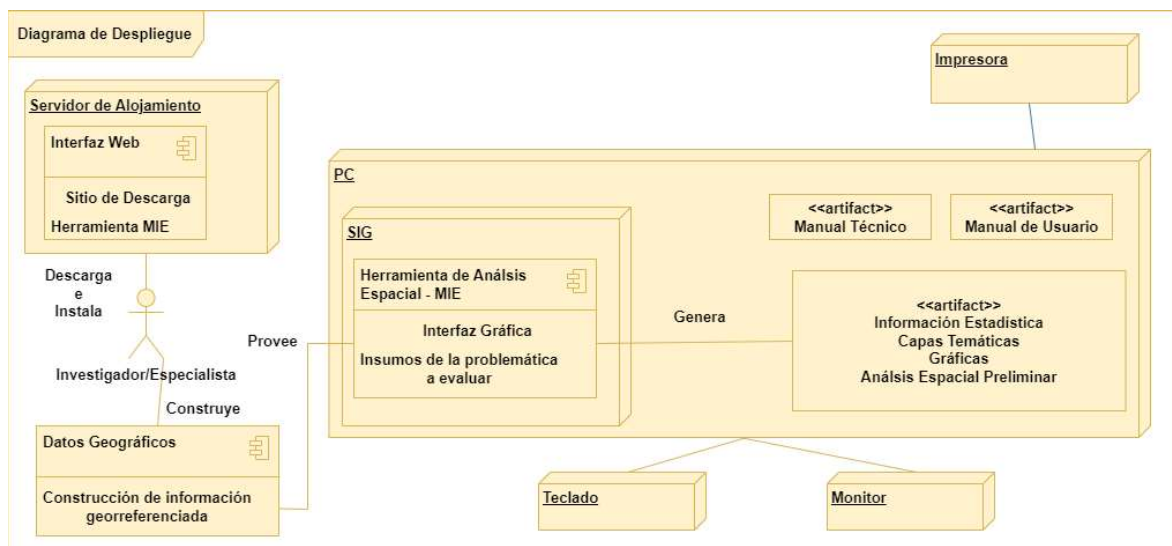 Diagrama de Despliegue
Impresora
Servidor de Alojamiento
Interfaz Web
Sitio de Descarga
Herramienta MIE
PC
SIG
<<artifact>>
Manual Técnico
<<artifact>>
Manual de Usuario
Herramienta de Análsis
Espacial - MIE
Interfaz Gráfica
Insumos de la problemática
a evaluar
Genera
<<artifact>>
Información Estadística
Capas Temáticas
Gráficas
Análsis Espacial Preliminar
Descarga
e
Instala
Provee
Investigador/Especialista
Construye
Datos Geográficos
Construcción de información
georreferenciada
Teclado
Monitor